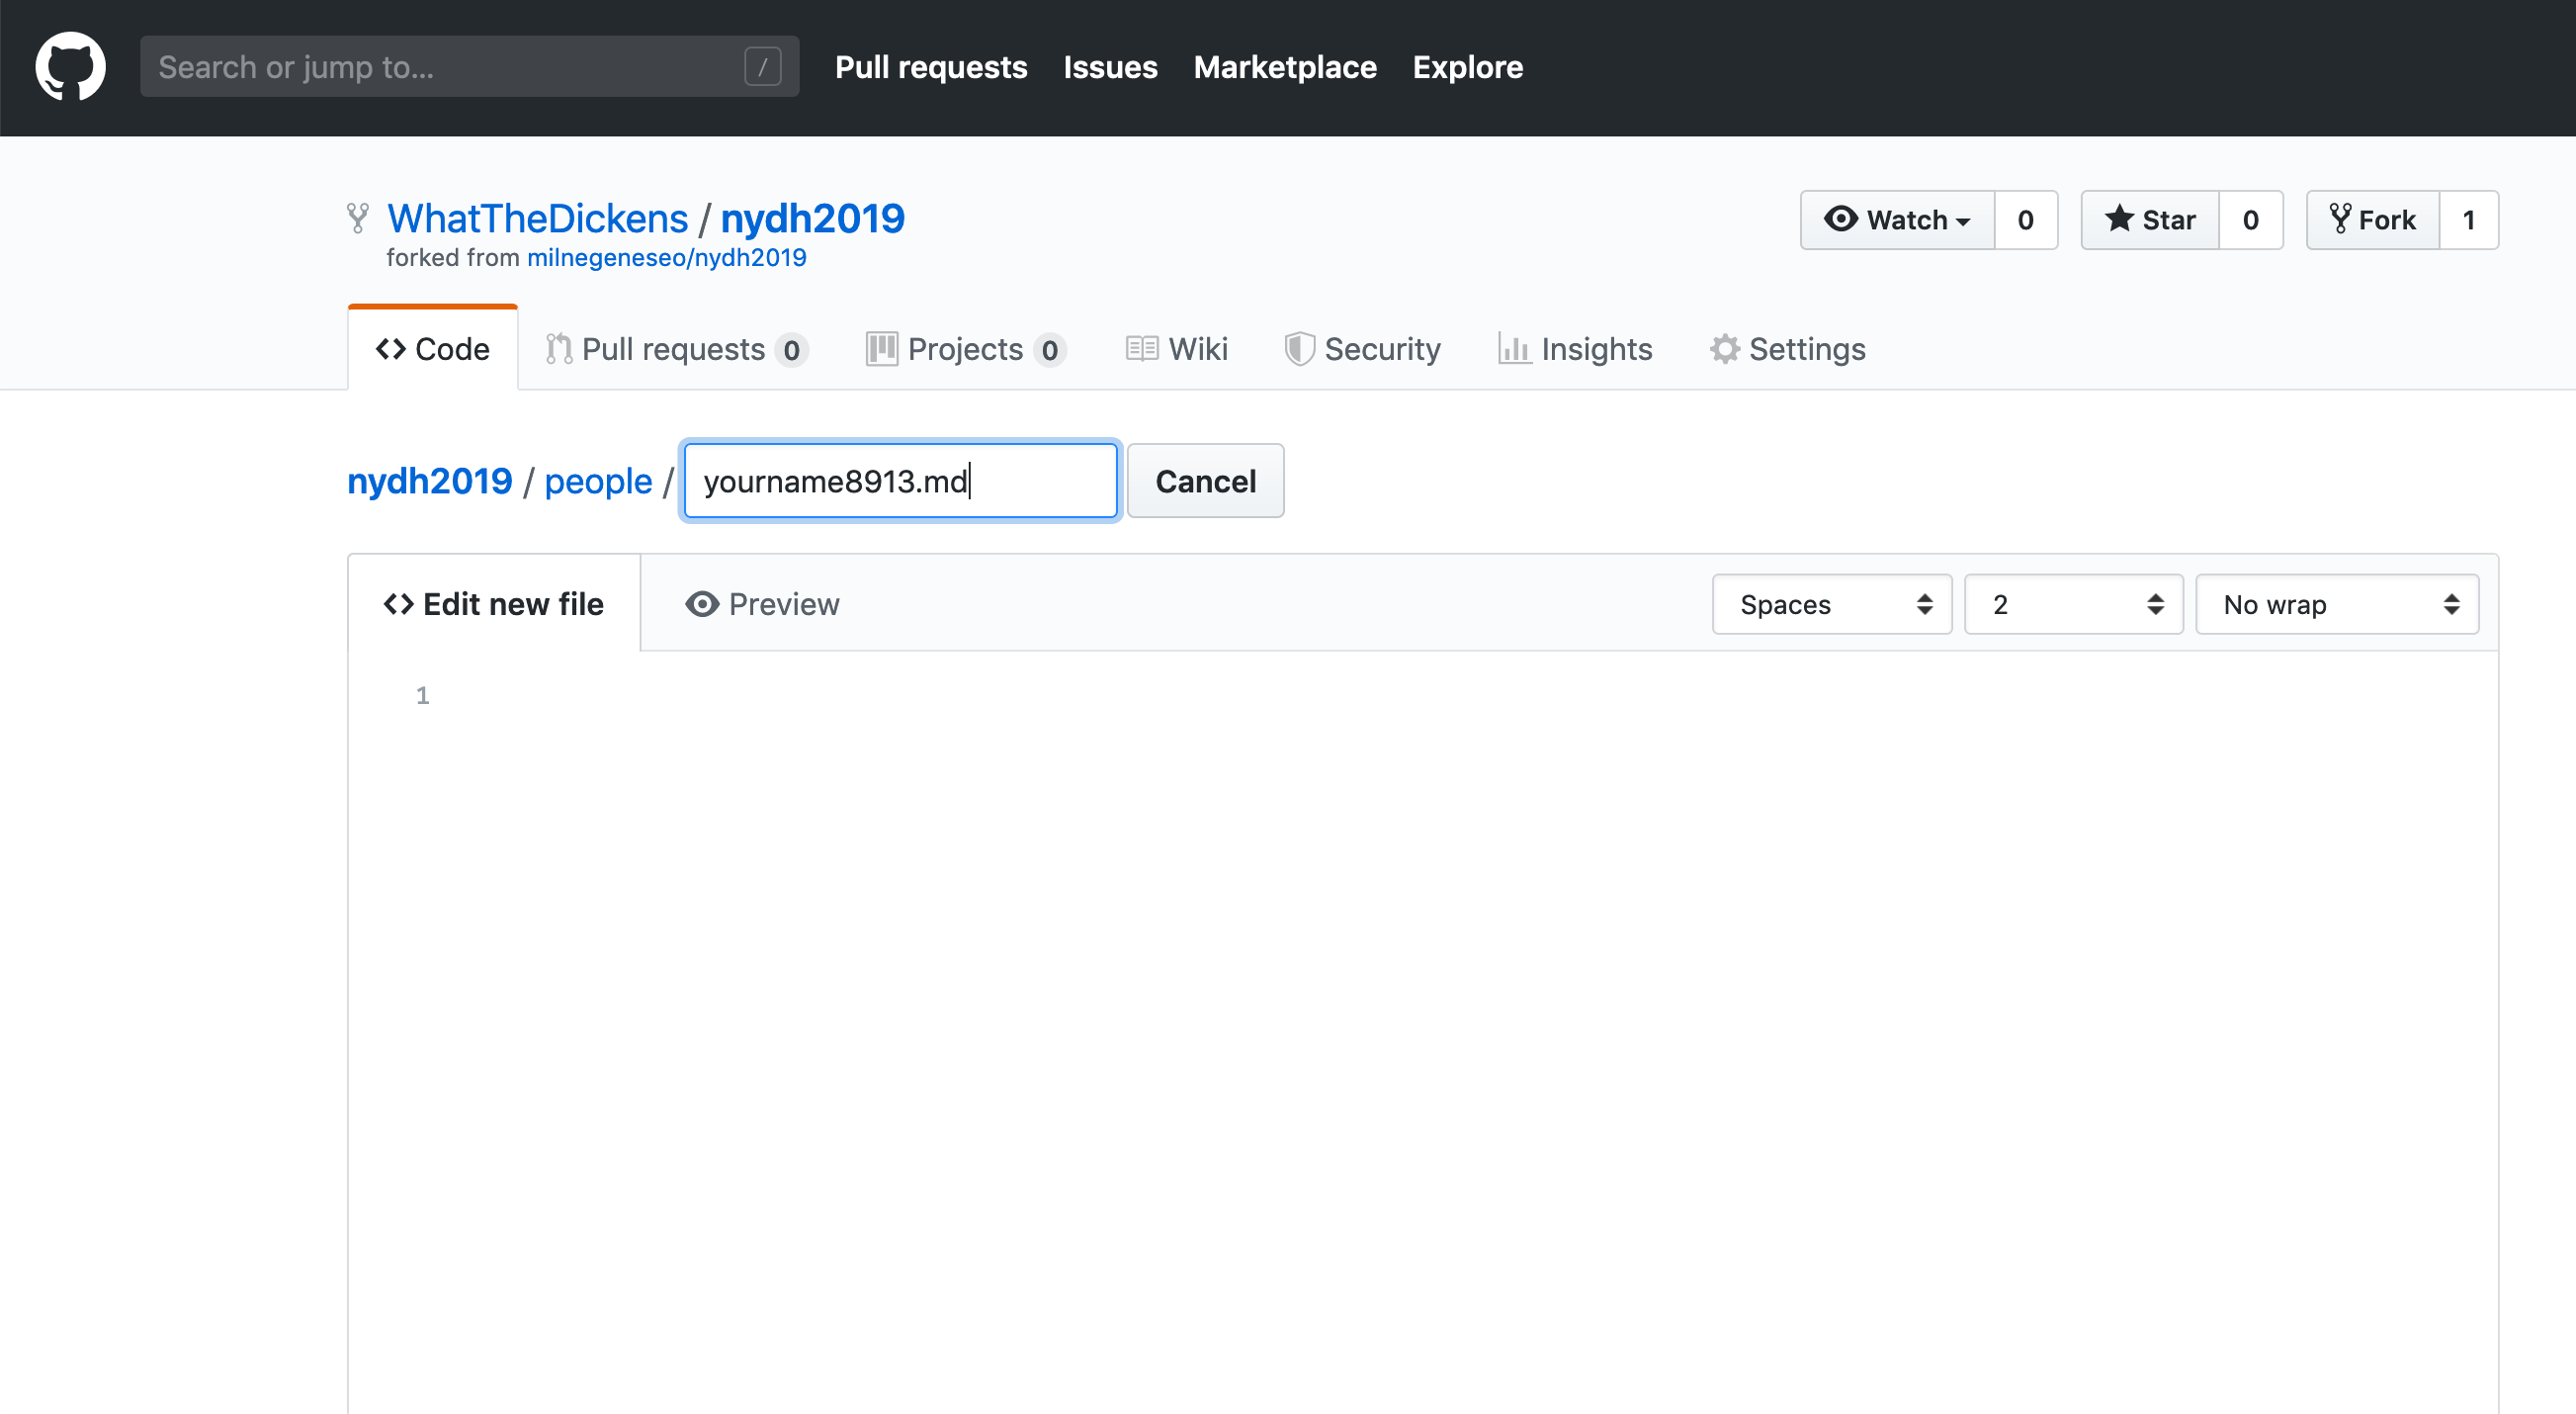 Search or jump to... / Pull requests Issues Marketplace Explore
WhatTheDickens / nydh2019 Watch 0 Star 0 Fork 1
forked from milnegeneseo/nydh2019
Code Pull requests 0 Projects 0 Wiki Security Insights Settings
nydh2019 / people / yourname8913.md Cancel
Edit new file Preview Spaces 2 No wrap
1